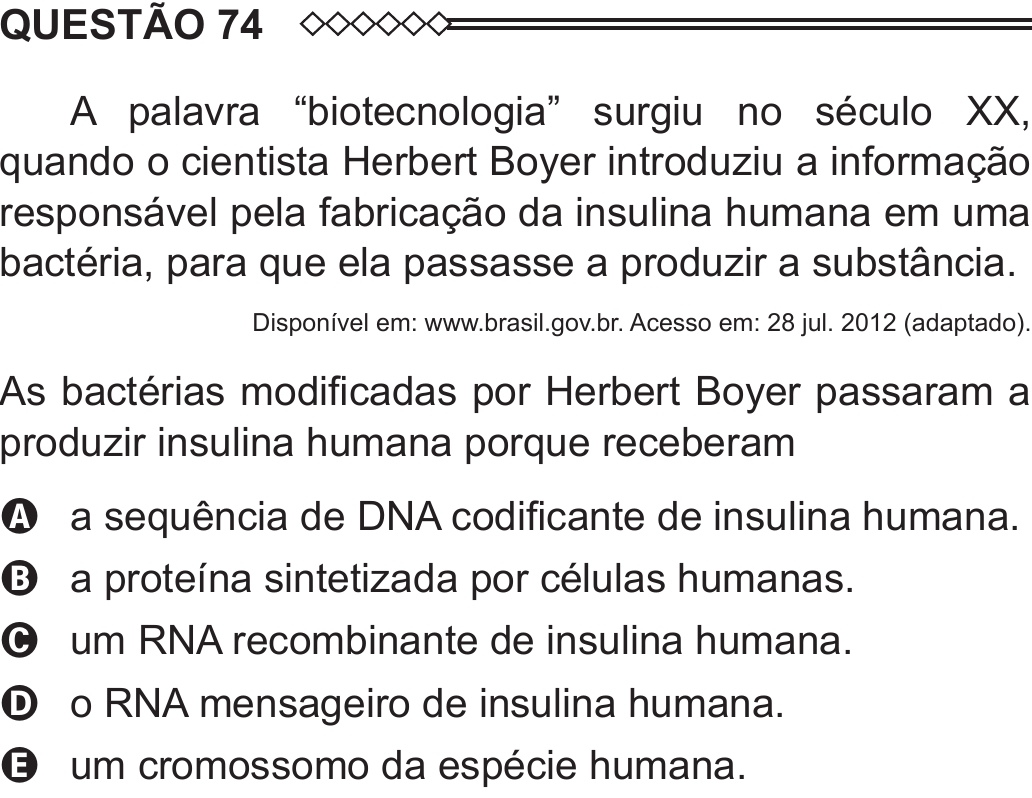 QUESTÃO 74
A palavra “biotecnologia” surgiu no século XX,
quando o cientista Herbert Boyer introduziu a informação
responsável pela fabricação da insulina humana em uma
bactéria, para que ela passasse a produzir a substância.
Disponível em: www.brasil.gov.br. Acesso em: 28 jul. 2012 (adaptado).
As bactérias modificadas por Herbert Boyer passaram a
produzir insulina humana porque receberam
A a sequência de DNA codificante de insulina humana.
B a proteína sintetizada por células humanas.
C um RNA recombinante de insulina humana.
D o RNA mensageiro de insulina humana.
E um cromossomo da espécie humana.